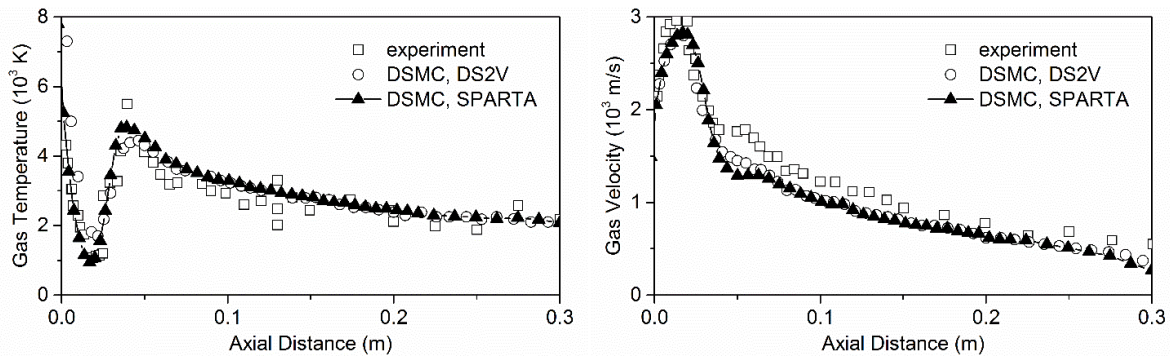 8
6
4
2
0
Gas Temperature (10³ K)
experiment
DSMC, DS2V
DSMC, SPARTA
0.0 0.1 0.2 0.3
Axial Distance (m)
3
2
1
0
Gas Velocity (10³ m/s)
experiment
DSMC, DS2V
DSMC, SPARTA
0.0 0.1 0.2 0.3
Axial Distance (m)